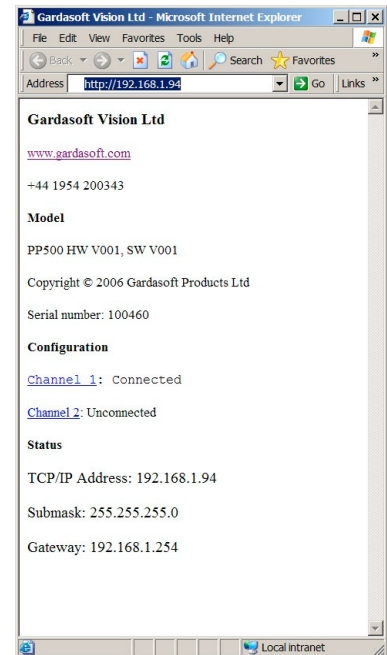 Gardasoft Vision Ltd - Microsoft Internet Explorer
File Edit View Favorites Tools Help
Back Search Favorites »
Address http://192.168.1.94 Go Links »
Gardasoft Vision Ltd
www.gardasoft.com
+44 1954 200343
Model
PP500 HW V001, SW V001
Copyright © 2006 Gardasoft Products Ltd
Serial number: 100460
Configuration
Channel 1: Connected
Channel 2: Unconnected
Status
TCP/IP Address: 192.168.1.94
Submask: 255.255.255.0
Gateway: 192.168.1.254
Local intranet